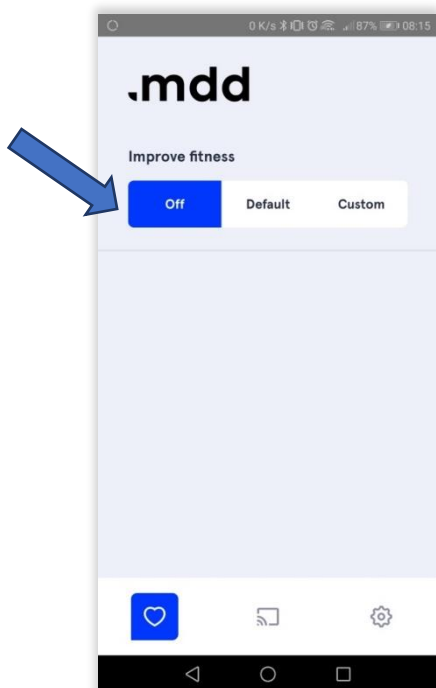 0 K/s 87% 08:15
.mdd
Improve fitness
Off Default Custom